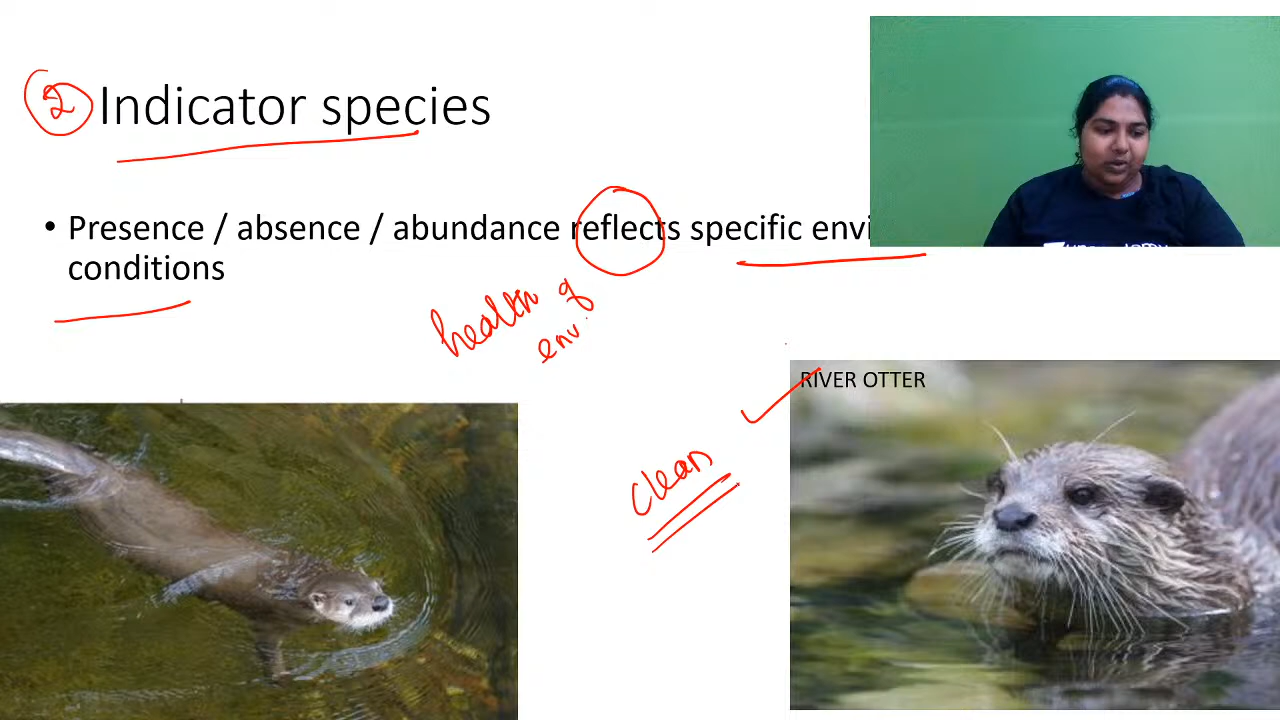 2 Indicator species
• Presence / absence / abundance reflects specific envi
conditions
health of
env.
clean
RIVER OTTER